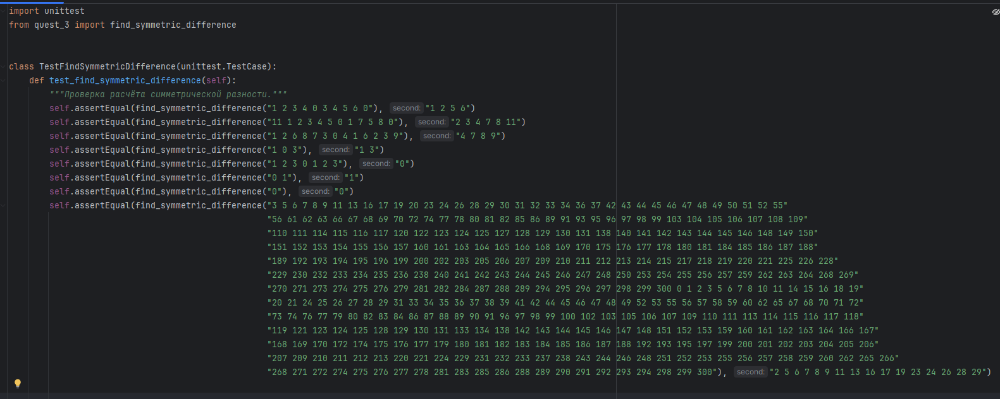 import unittest
from quest_3 import find_symmetric_difference
class TestFindSymmetricDifference(unittest.TestCase):
def test_find_symmetric_difference(self):
"""Проверка расчёта симметрической разности."""
self.assertEqual(find_symmetric_difference("1 2 3 4 0 3 4 5 6 0"), second: "1 2 5 6")
self.assertEqual(find_symmetric_difference("11 1 2 3 4 5 0 1 7 5 8 0"), second: "2 3 4 7 8 11")
self.assertEqual(find_symmetric_difference("1 2 6 8 7 3 0 4 1 6 2 3 9"), second: "4 7 8 9")
self.assertEqual(find_symmetric_difference("1 0 3"), second: "1 3")
self.assertEqual(find_symmetric_difference("1 2 3 0 1 2 3"), second: "0")
self.assertEqual(find_symmetric_difference("0 1"), second: "1")
self.assertEqual(find_symmetric_difference("0"), second: "0")
self.assertEqual(find_symmetric_difference("3 5 6 7 8 9 11 13 16 17 19 20 23 24 26 28 29 30 31 32 33 34 36 37 42 43 44 45 46 47 48 49 50 51 52 55"
"56 61 62 63 66 67 68 69 70 72 74 77 78 80 81 82 85 86 89 91 93 95 96 97 98 99 103 104 105 106 107 108 109"
"110 111 114 115 116 117 120 122 123 124 125 127 128 129 130 131 138 140 141 142 143 144 145 146 148 149 150"
"151 152 153 154 155 156 157 160 161 163 164 165 166 168 169 170 175 176 177 178 180 181 184 185 186 187 188"
"189 192 193 194 195 196 199 200 202 203 205 206 207 209 210 211 212 213 214 215 217 218 219 220 221 225 226 228"
"229 230 232 233 234 235 236 238 240 241 242 243 244 245 246 247 248 250 253 254 255 256 257 259 262 263 264 268 269"
"270 271 273 274 275 276 279 281 282 284 287 288 289 294 295 296 297 298 299 300 0 1 2 3 5 6 7 8 10 11 14 15 16 18 19"
"20 21 24 25 26 27 28 29 31 33 34 35 36 37 38 39 41 42 44 45 46 47 48 49 52 53 55 56 57 58 59 60 62 65 67 68 70 71 72"
"73 74 76 77 79 80 82 83 84 86 87 88 89 90 91 96 97 98 99 100 102 103 105 106 107 109 110 111 113 114 115 116 117 118"
"119 121 123 124 125 128 129 130 131 133 134 138 142 143 144 145 146 147 148 151 152 153 159 160 161 162 163 164 166 167"
"168 169 170 172 174 175 176 177 179 180 181 182 183 184 185 186 187 188 192 193 195 197 199 200 201 202 203 204 205 206"
"207 209 210 211 212 213 220 221 224 229 231 232 233 237 238 243 244 246 248 251 252 253 255 256 257 258 259 260 262 265 266"
"268 271 272 274 275 276 277 278 281 283 285 286 288 289 290 291 292 293 294 298 299 300"), second: "2 5 6 7 8 9 11 13 16 17 19 23 24 26 28 29")